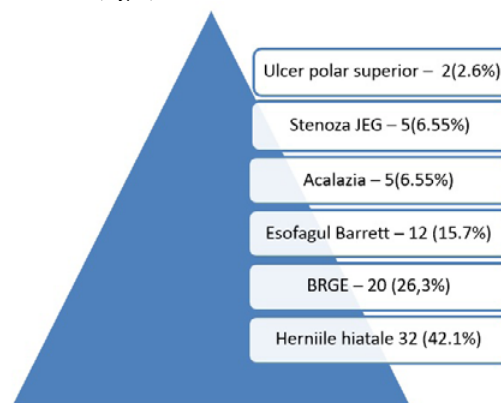 Ulcer polar superior – 2(2.6%)
Stenoza JEG – 5(6.55%)
Acalazia – 5(6.55%)
Esofagul Barrett – 12 (15.7%)
BRGE – 20 (26,3%)
Herniile hiatale 32 (42.1%)